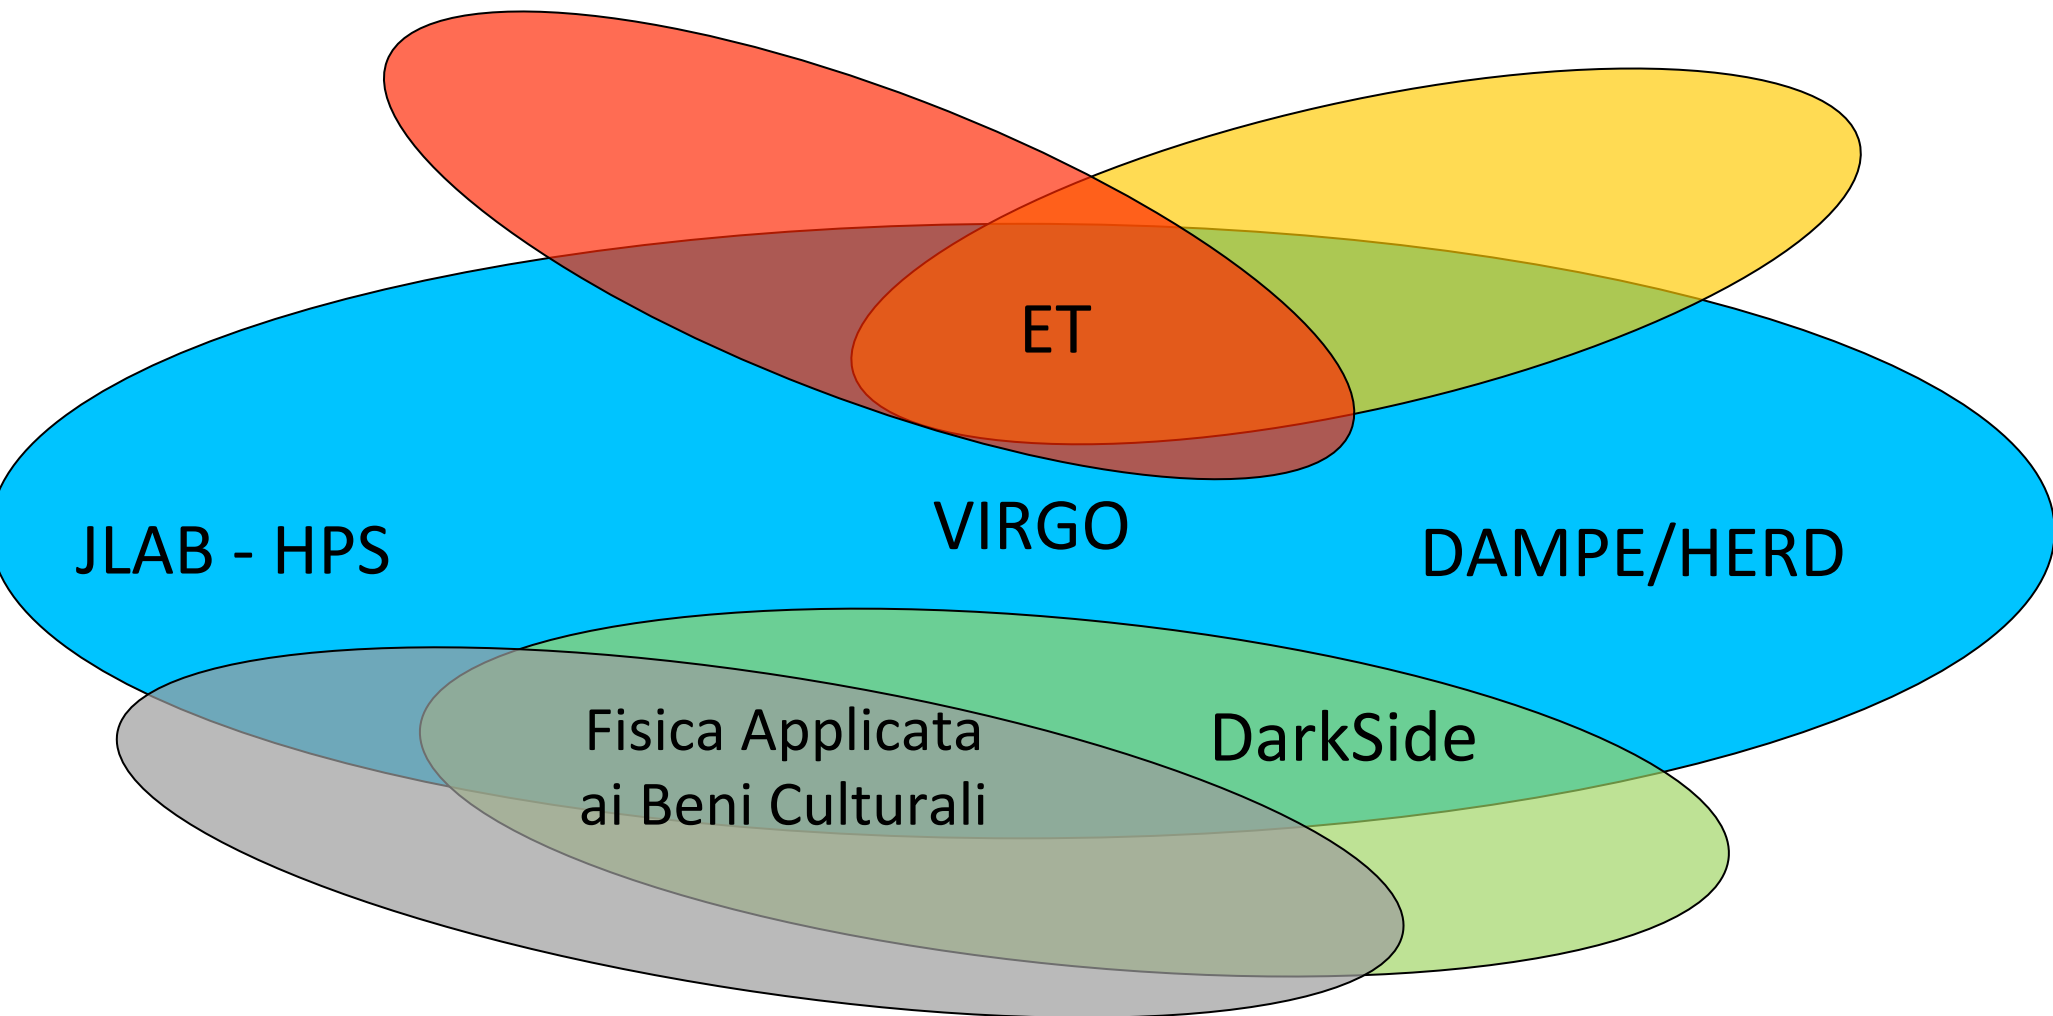 ET
VIRGO
JLAB - HPS
DAMPE/HERD
Fisica Applicata
ai Beni Culturali
DarkSide